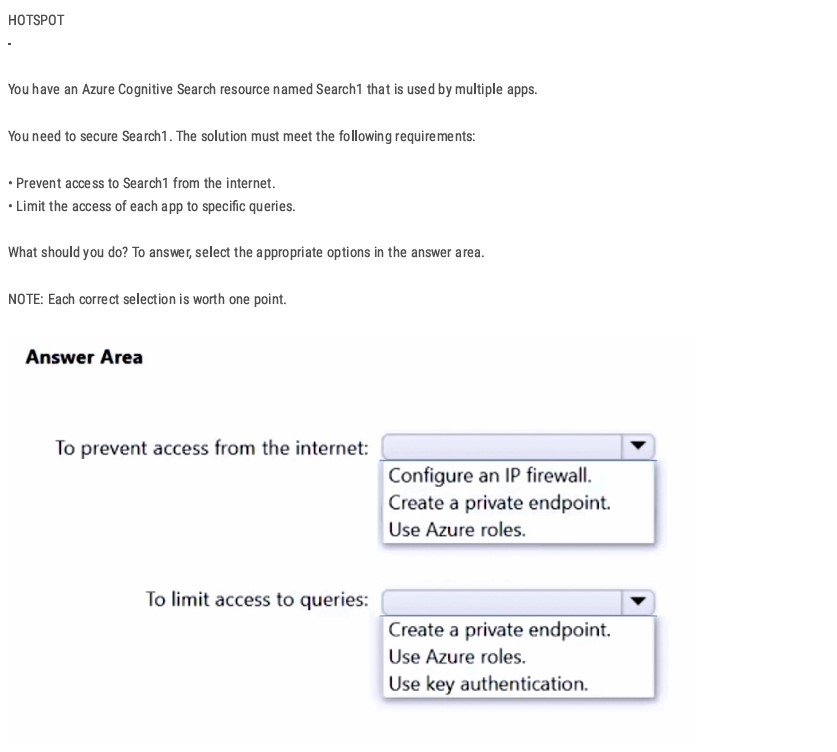 HOTSPOT
-
You have an Azure Cognitive Search resource named Search1 that is used by multiple apps.
You need to secure Search1. The solution must meet the following requirements:
• Prevent access to Search1 from the internet.
• Limit the access of each app to specific queries.
What should you do? To answer, select the appropriate options in the answer area.
NOTE: Each correct selection is worth one point.
Answer Area
To prevent access from the internet:
Configure an IP firewall.
Create a private endpoint.
Use Azure roles.
To limit access to queries:
Create a private endpoint.
Use Azure roles.
Use key authentication.